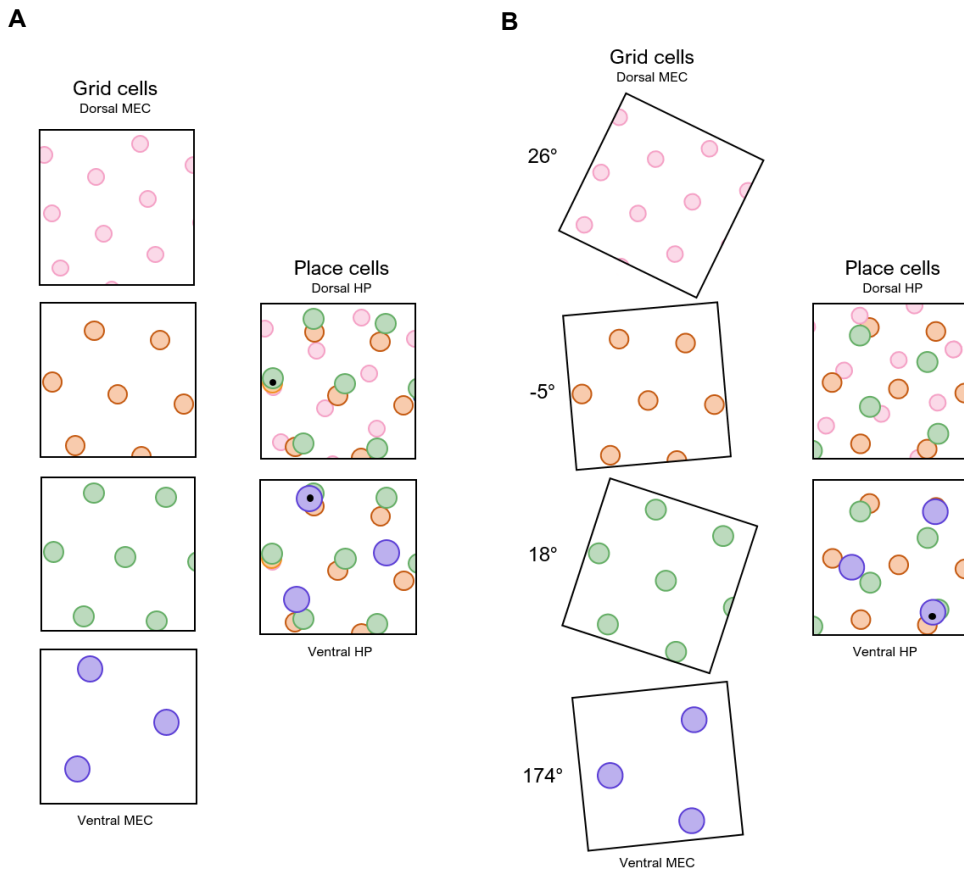 A
Grid cells
Dorsal MEC
Place cells
Dorsal HP
Ventral HP
Ventral MEC
B
Grid cells
Dorsal MEC
26°
-5°
18°
174°
Place cells
Dorsal HP
Ventral HP
Ventral MEC